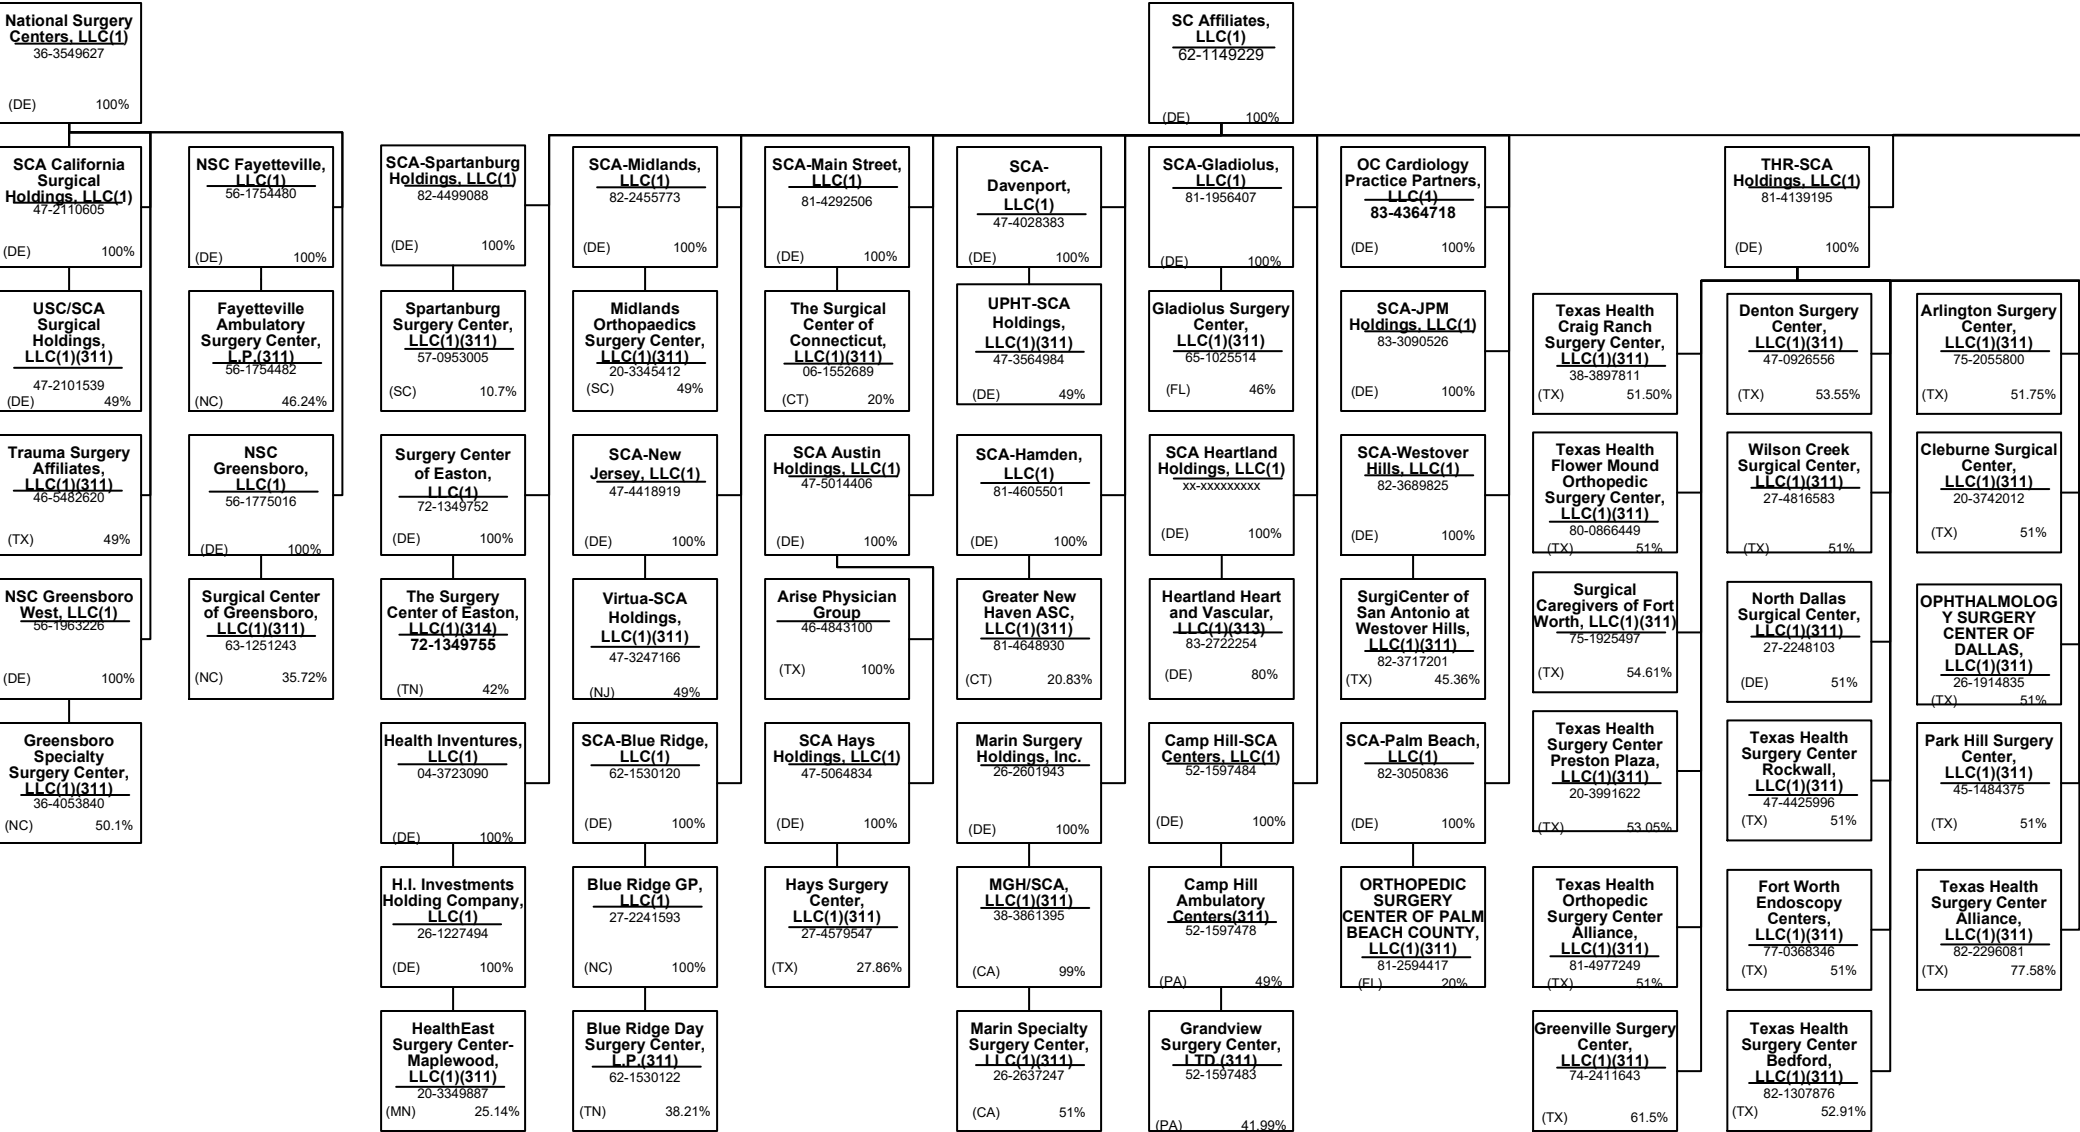 National Surgery
Centers, LLC(1)
36-3549627
(DE) 100%
SC Affiliates,
LLC(1)
62-1149229
(DE) 100%
SCA California
Surgical
Holdings, LLC(1)
47-2110605
(DE) 100%
NSC Fayetteville,
LLC(1)
56-1754480
(DE) 100%
SCA-Spartanburg
Holdings, LLC(1)
82-4499088
(DE) 100%
SCA-Midlands,
LLC(1)
82-2455773
(DE) 100%
SCA-Main Street,
LLC(1)
81-4292506
(DE) 100%
SCA-
Davenport,
LLC(1)
47-4028383
(DE) 100%
SCA-Gladiolus,
LLC(1)
81-1956407
(DE) 100%
OC Cardiology
Practice Partners,
LLC(1)
83-4364718
(DE) 100%
THR-SCA
Holdings, LLC(1)
81-4139195
(DE) 100%
USC/SCA
Surgical
Holdings,
LLC(1)(311)
47-2101539
(DE) 49%
Fayetteville
Ambulatory
Surgery Center,
L.P.(311)
56-1754482
(NC) 46.24%
Spartanburg
Surgery Center,
LLC(1)(311)
57-0953005
(SC) 10.7%
Midlands
Orthopaedics
Surgery Center,
LLC(1)(311)
20-3345412
(SC) 49%
The Surgical
Center of
Connecticut,
LLC(1)(311)
06-1552689
(CT) 20%
UPHT-SCA
Holdings,
LLC(1)(311)
47-3564984
(DE) 49%
Gladiolus Surgery
Center,
LLC(1)(311)
65-1025514
(FL) 46%
SCA-JPM
Holdings, LLC(1)
83-3090526
(DE) 100%
Texas Health
Craig Ranch
Surgery Center,
LLC(1)(311)
38-3897811
(TX) 51.50%
Denton Surgery
Center,
LLC(1)(311)
47-0926556
(TX) 53.55%
Arlington Surgery
Center,
LLC(1)(311)
75-2055800
(TX) 51.75%
Trauma Surgery
Affiliates,
LLC(1)(311)
46-5482620
(TX) 49%
NSC
Greensboro,
LLC(1)
56-1775016
(DE) 100%
Surgery Center
of Easton,
LLC(1)
72-1349752
(DE) 100%
SCA-New
Jersey, LLC(1)
47-4418919
(DE) 100%
SCA Austin
Holdings, LLC(1)
47-5014406
(DE) 100%
SCA-Hamden,
LLC(1)
81-4605501
(DE) 100%
SCA Heartland
Holdings, LLC(1)
xx-xxxxxxxxx
(DE) 100%
SCA-Westover
Hills, LLC(1)
82-3689825
(DE) 100%
Texas Health
Flower Mound
Orthopedic
Surgery Center,
LLC(1)(311)
80-0866449
(TX) 51%
Wilson Creek
Surgical Center,
LLC(1)(311)
27-4816583
(TX) 51%
Cleburne Surgical
Center,
LLC(1)(311)
20-3742012
(TX) 51%
NSC Greensboro
West, LLC(1)
56-1963226
(DE) 100%
Surgical Center
of Greensboro,
LLC(1)(311)
63-1251243
(NC) 35.72%
The Surgery
Center of Easton,
LLC(1)(314)
72-1349755
(TN) 42%
Virtua-SCA
Holdings,
LLC(1)(311)
47-3247166
(NJ) 49%
Arise Physician
Group
46-4843100
(TX) 100%
Greater New
Haven ASC,
LLC(1)(311)
81-4648930
(CT) 20.83%
Heartland Heart
and Vascular,
LLC(1)(313)
83-2722254
(DE) 80%
SurgiCenter of
San Antonio at
Westover Hills,
LLC(1)(311)
82-3717201
(TX) 45.36%
Surgical
Caregivers of Fort
Worth, LLC(1)(311)
75-1925497
(TX) 54.61%
North Dallas
Surgical Center,
LLC(1)(311)
27-2248103
(DE) 51%
OPHTHALMOLOG
Y SURGERY
CENTER OF
DALLAS,
LLC(1)(311)
26-1914835
(TX) 51%
Greensboro
Specialty
Surgery Center,
LLC(1)(311)
36-4053840
(NC) 50.1%
Health Inventures,
LLC(1)
04-3723090
(DE) 100%
SCA-Blue Ridge,
LLC(1)
62-1530120
(DE) 100%
SCA Hays
Holdings, LLC(1)
47-5064834
(DE) 100%
Marin Surgery
Holdings, Inc.
26-2601943
(DE) 100%
Camp Hill-SCA
Centers, LLC(1)
52-1597484
(DE) 100%
SCA-Palm Beach,
LLC(1)
82-3050836
(DE) 100%
Texas Health
Surgery Center
Preston Plaza,
LLC(1)(311)
20-3991622
(TX) 53.05%
Texas Health
Surgery Center
Rockwall,
LLC(1)(311)
47-4425996
(TX) 51%
Park Hill Surgery
Center,
LLC(1)(311)
45-1484375
(TX) 51%
H.I. Investments
Holding Company,
LLC(1)
26-1227494
(DE) 100%
Blue Ridge GP,
LLC(1)
27-2241593
(NC) 100%
Hays Surgery
Center,
LLC(1)(311)
27-4579547
(TX) 27.86%
MGH/SCA,
LLC(1)(311)
38-3861395
(CA) 99%
Camp Hill
Ambulatory
Centers(311)
52-1597478
(PA) 49%
ORTHOPEDIC
SURGERY
CENTER OF PALM
BEACH COUNTY,
LLC(1)(311)
81-2594417
(FL) 20%
Texas Health
Orthopedic
Surgery Center
Alliance,
LLC(1)(311)
81-4977249
(TX) 51%
Fort Worth
Endoscopy
Centers,
LLC(1)(311)
77-0368346
(TX) 51%
Texas Health
Surgery Center
Alliance,
LLC(1)(311)
82-2296081
(TX) 77.58%
HealthEast
Surgery Center-
Maplewood,
LLC(1)(311)
20-3349887
(MN) 25.14%
Blue Ridge Day
Surgery Center,
L.P.(311)
62-1530122
(TN) 38.21%
Marin Specialty
Surgery Center,
LLC(1)(311)
26-2637247
(CA) 51%
Grandview
Surgery Center,
LTD.(311)
52-1597483
(PA) 41.99%
Greenville Surgery
Center,
LLC(1)(311)
74-2411643
(TX) 61.5%
Texas Health
Surgery Center
Bedford,
LLC(1)(311)
82-1307876
(TX) 52.91%